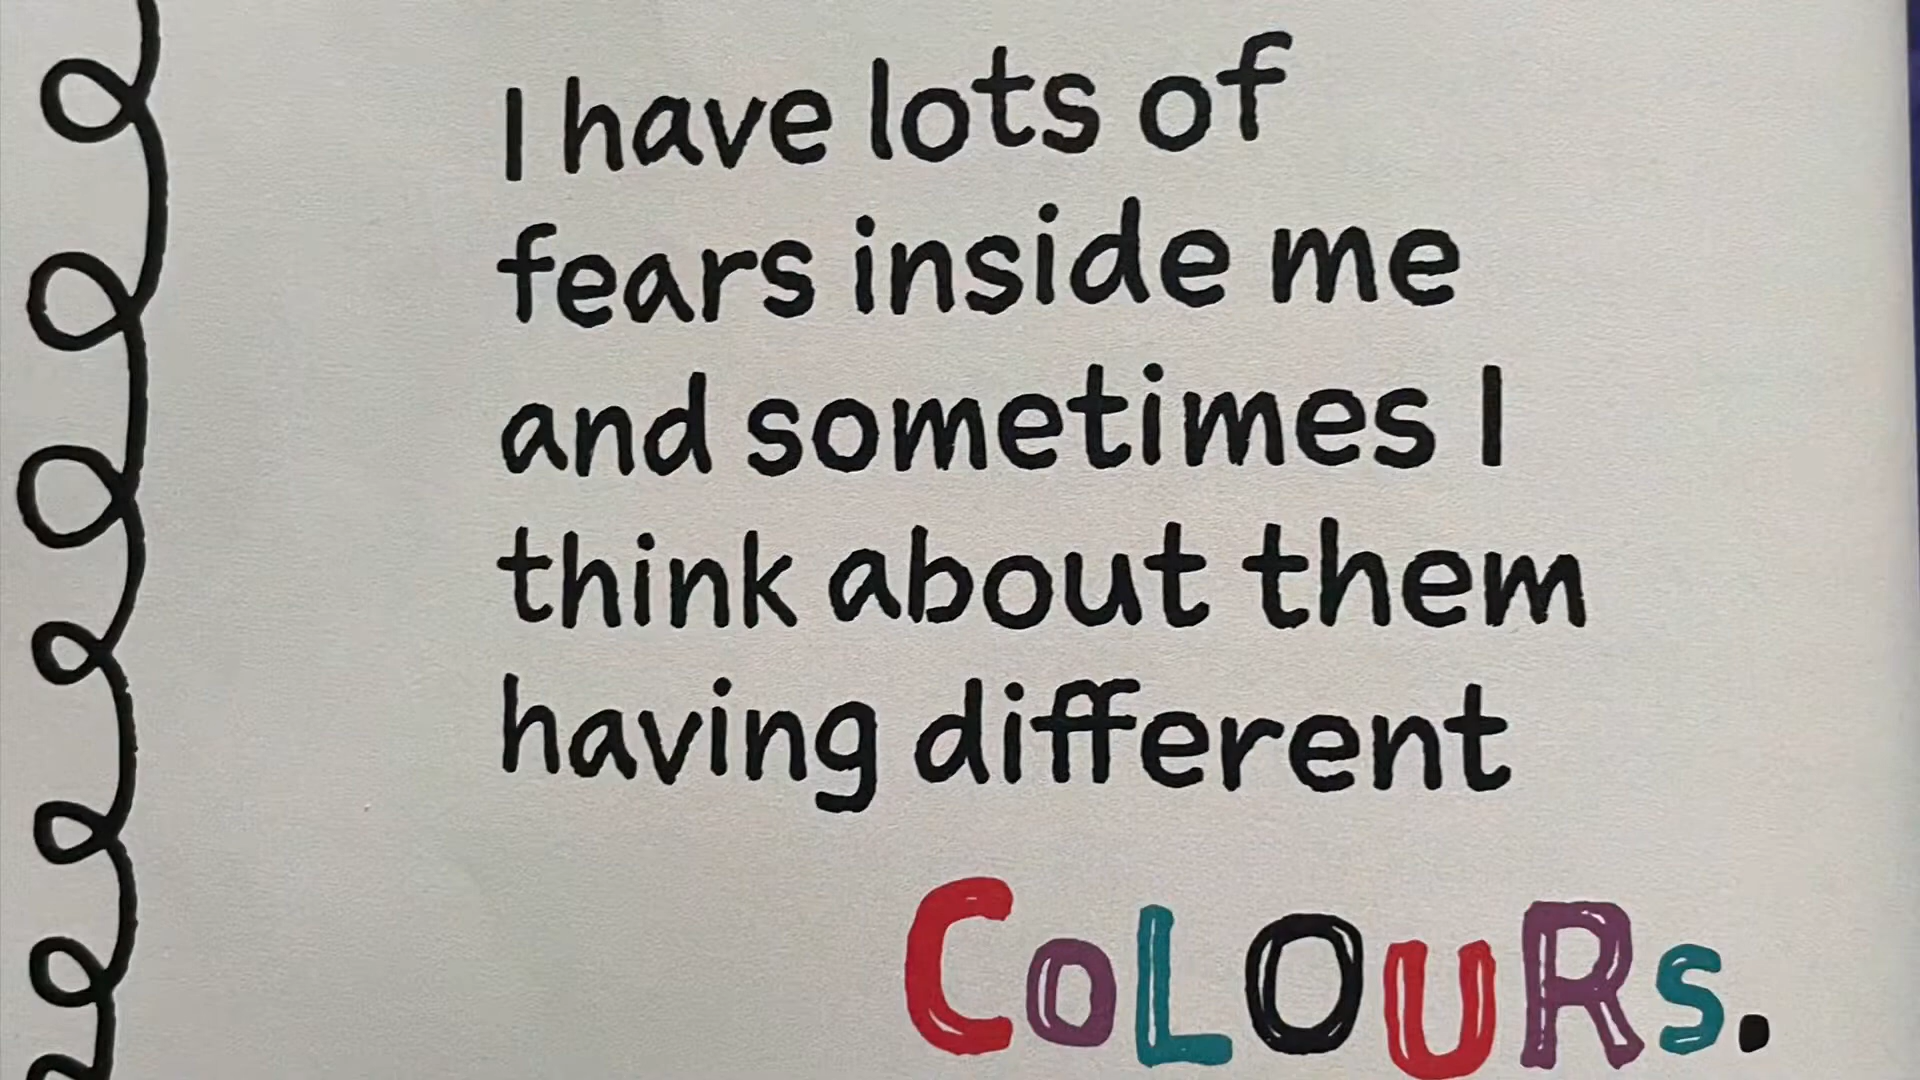 I have lots of
fears inside me
and sometimes I
think about them
having different
CoLOURs.